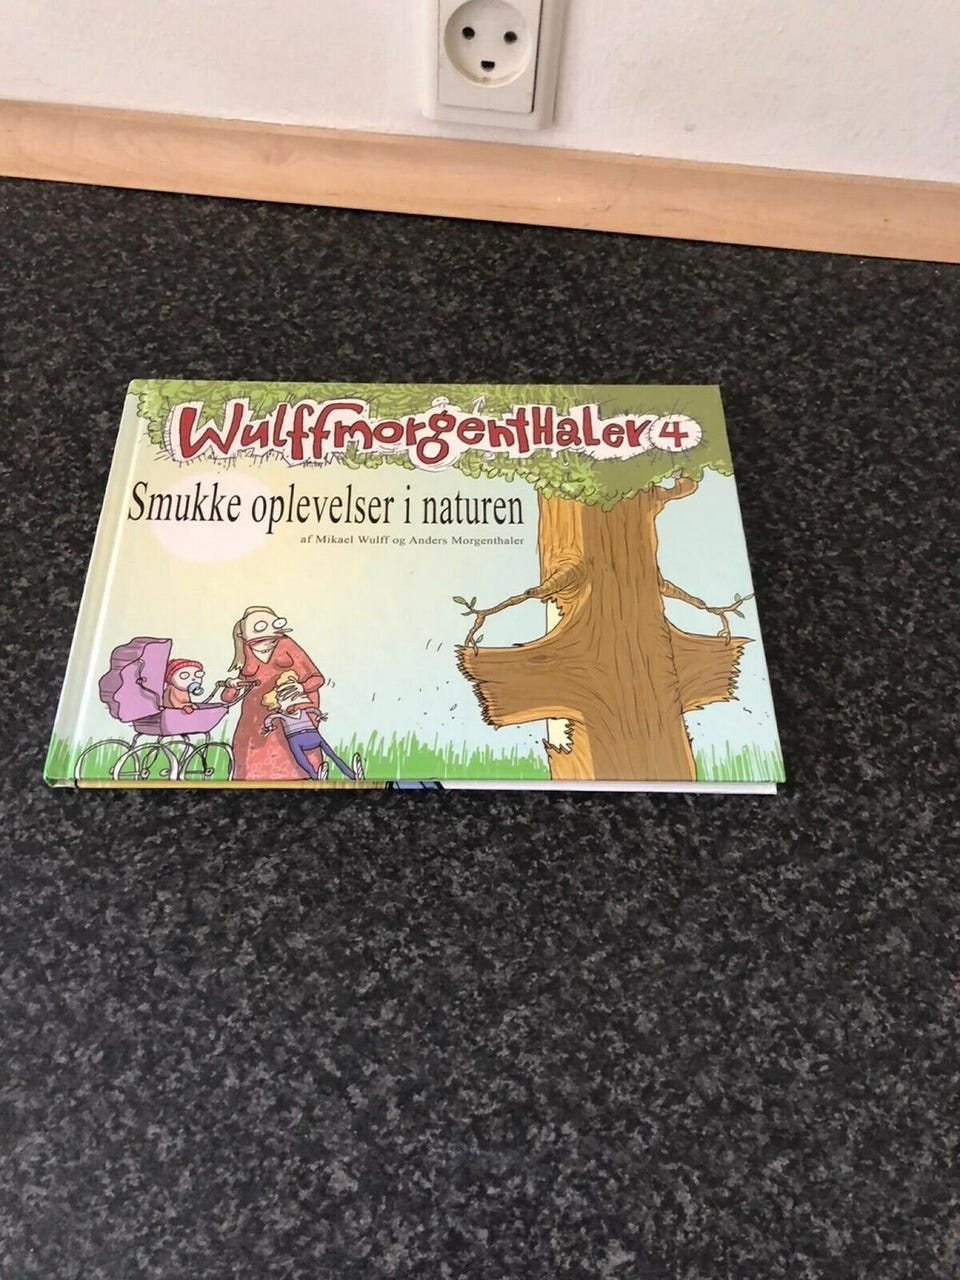 Wulffmorgenthaler 4
Smukke oplevelser i naturen
af Mikael Wulff og Anders Morgenthaler